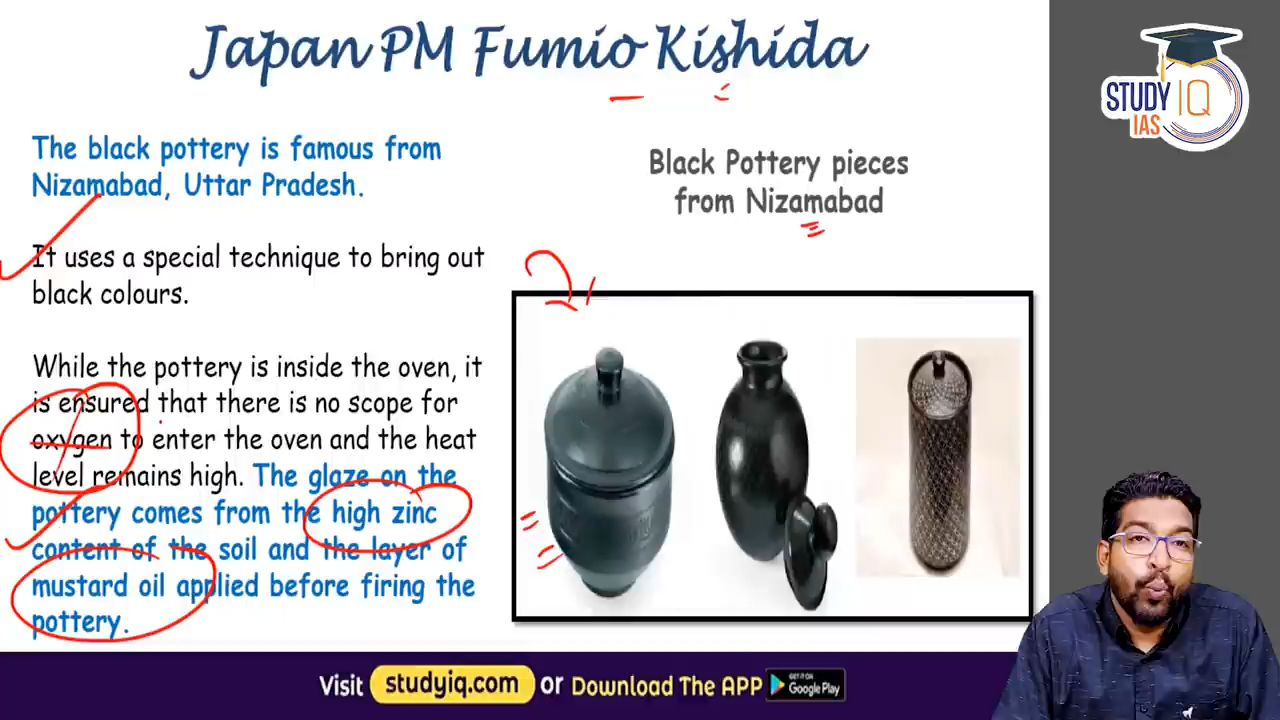 Japan PM Fumio Kishida
STUDY IQ
IAS
The black pottery is famous from
Nizamabad, Uttar Pradesh.
It uses a special technique to bring out
black colours.
While the pottery is inside the oven, it
is ensured that there is no scope for
oxygen to enter the oven and the heat
level remains high. The glaze on the
pottery comes from the high zinc
content of the soil and the layer of
mustard oil applied before firing the
pottery.
Black Pottery pieces
from Nizamabad
Visit studyiq.com or Download The APP GET IT ON Google Play